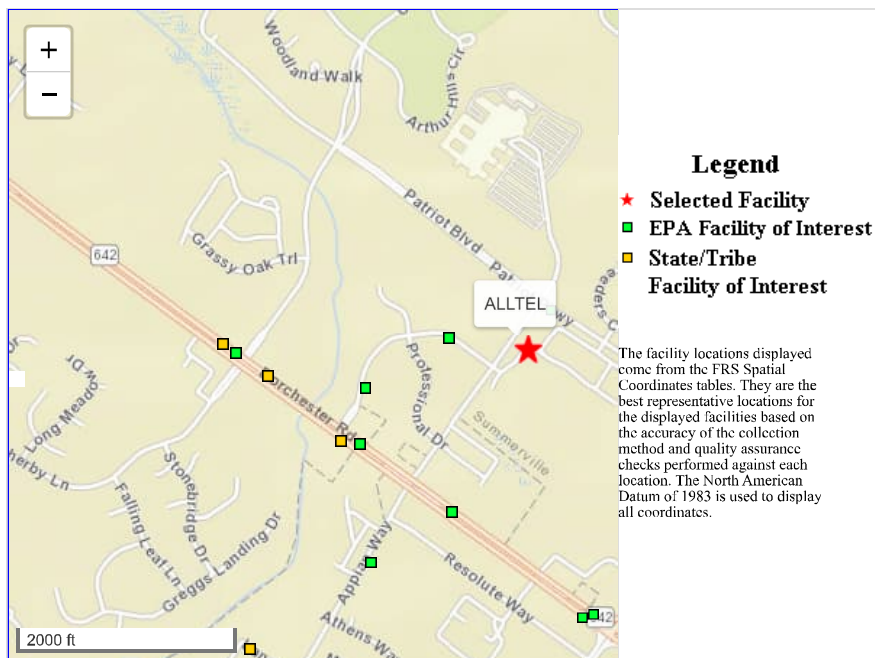 +
−
Woodland Walk
Arthur Hills Cir
Patriot Blvd
Grassy Oak Trl
642
ALLTEL
Professional Dr
Dorchester Rd
Long Meadow Dr
Summerville
herby Ln
Stonebridge Dr
Falling Leaf Ln
Greggs Landing Dr
Appian Way
Resolute Way
Athens Wa
2000 ft
Legend
Selected Facility
EPA Facility of Interest
State/Tribe
Facility of Interest
The facility locations displayed
come from the FRS Spatial
Coordinates tables. They are the
best representative locations for
the displayed facilities based on
the accuracy of the collection
method and quality assurance
checks performed against each
location. The North American
Datum of 1983 is used to display
all coordinates.